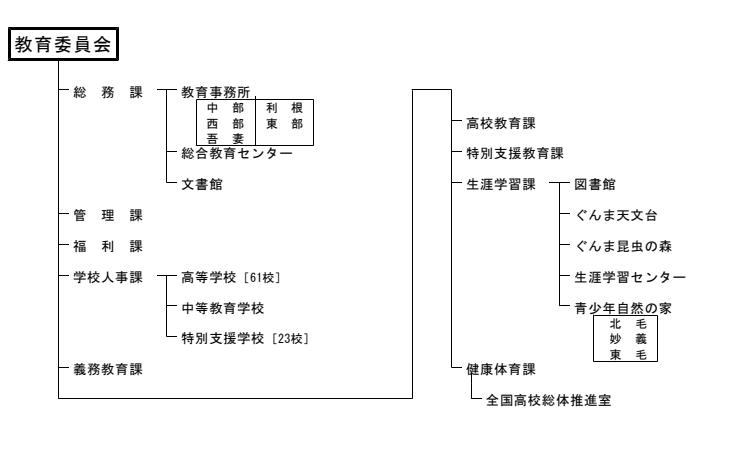 教育委員会
総務課
教育事務所
中部 利根
西部 東部
吾妻
総合教育センター
文書館
管理課
福利課
学校人事課
高等学校 [61校]
中等教育学校
特別支援学校 [23校]
義務教育課
高校教育課
特別支援教育課
生涯学習課
図書館
ぐんま天文台
ぐんま昆虫の森
生涯学習センター
青少年自然の家
北毛
妙義
東毛
健康体育課
全国高校総体推進室